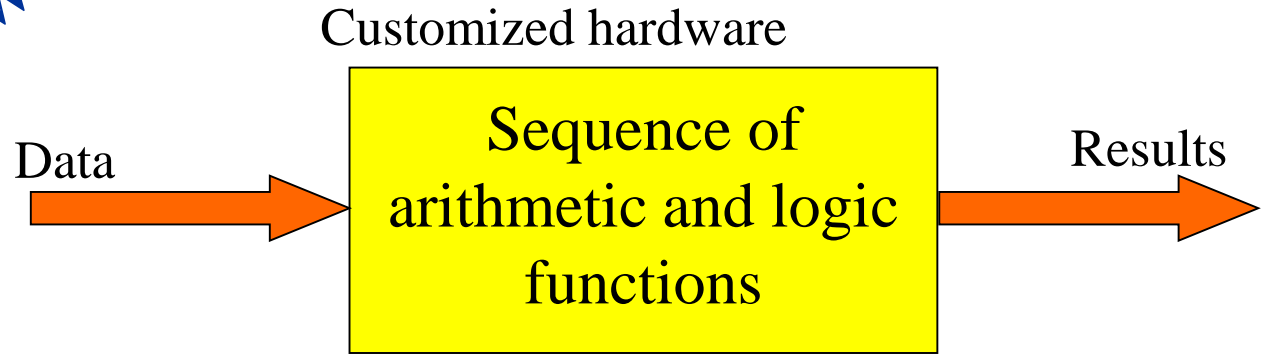 Customized hardware
Data
Sequence of
arithmetic and logic
functions
Results